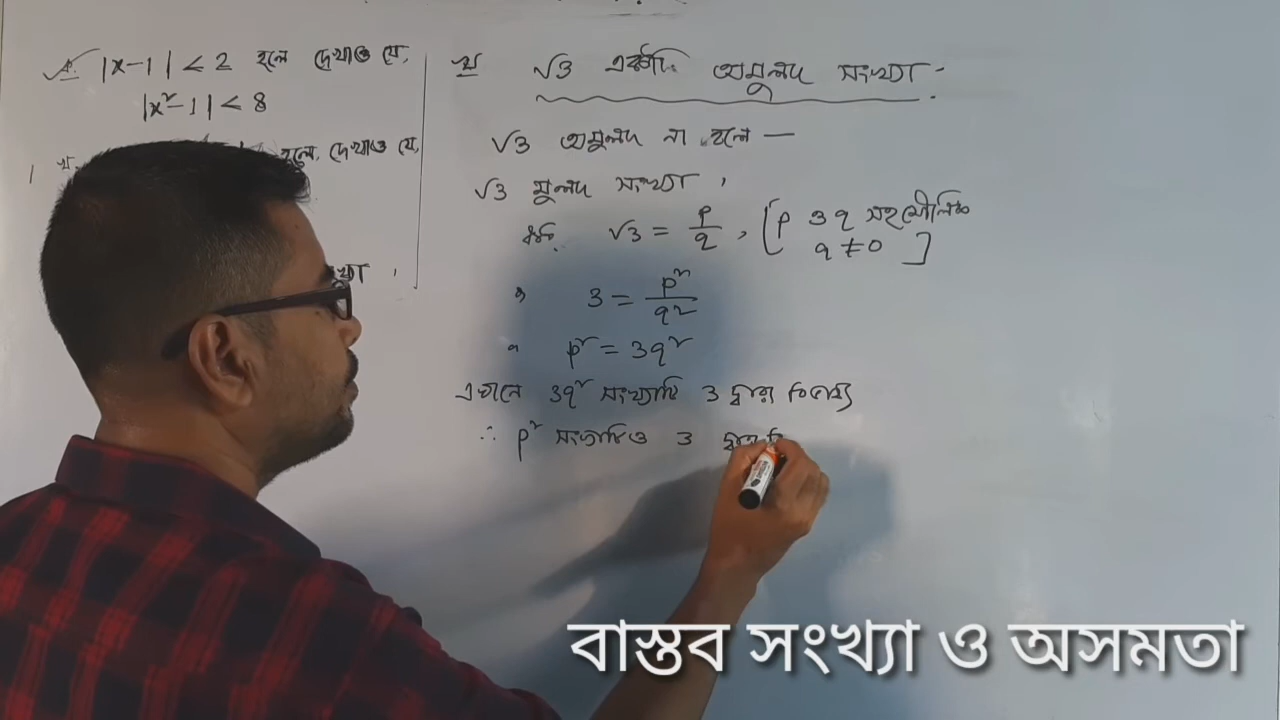 ক. |x-1| < 2 হলে দেখাও যে,
|x²-1| < 8
১ খ. হলে, দেখাও যে,
খ √3 একটি অমূলদ সংখ্যা -
√3 অমূলদ না হলে —
√3 মূলদ সংখ্যা,
ধরি, √3 = p/q, [p ও q সহমৌলিক
q ≠ 0]
বা 3 = p²/q²
বা p² = 3q²
এখানে 3q² সংখ্যাটি 3 দ্বারা বিভাজ্য
∴ p² সংখ্যাটিও 3 দ্বারা বি
বাস্তব সংখ্যা ও অসমতা